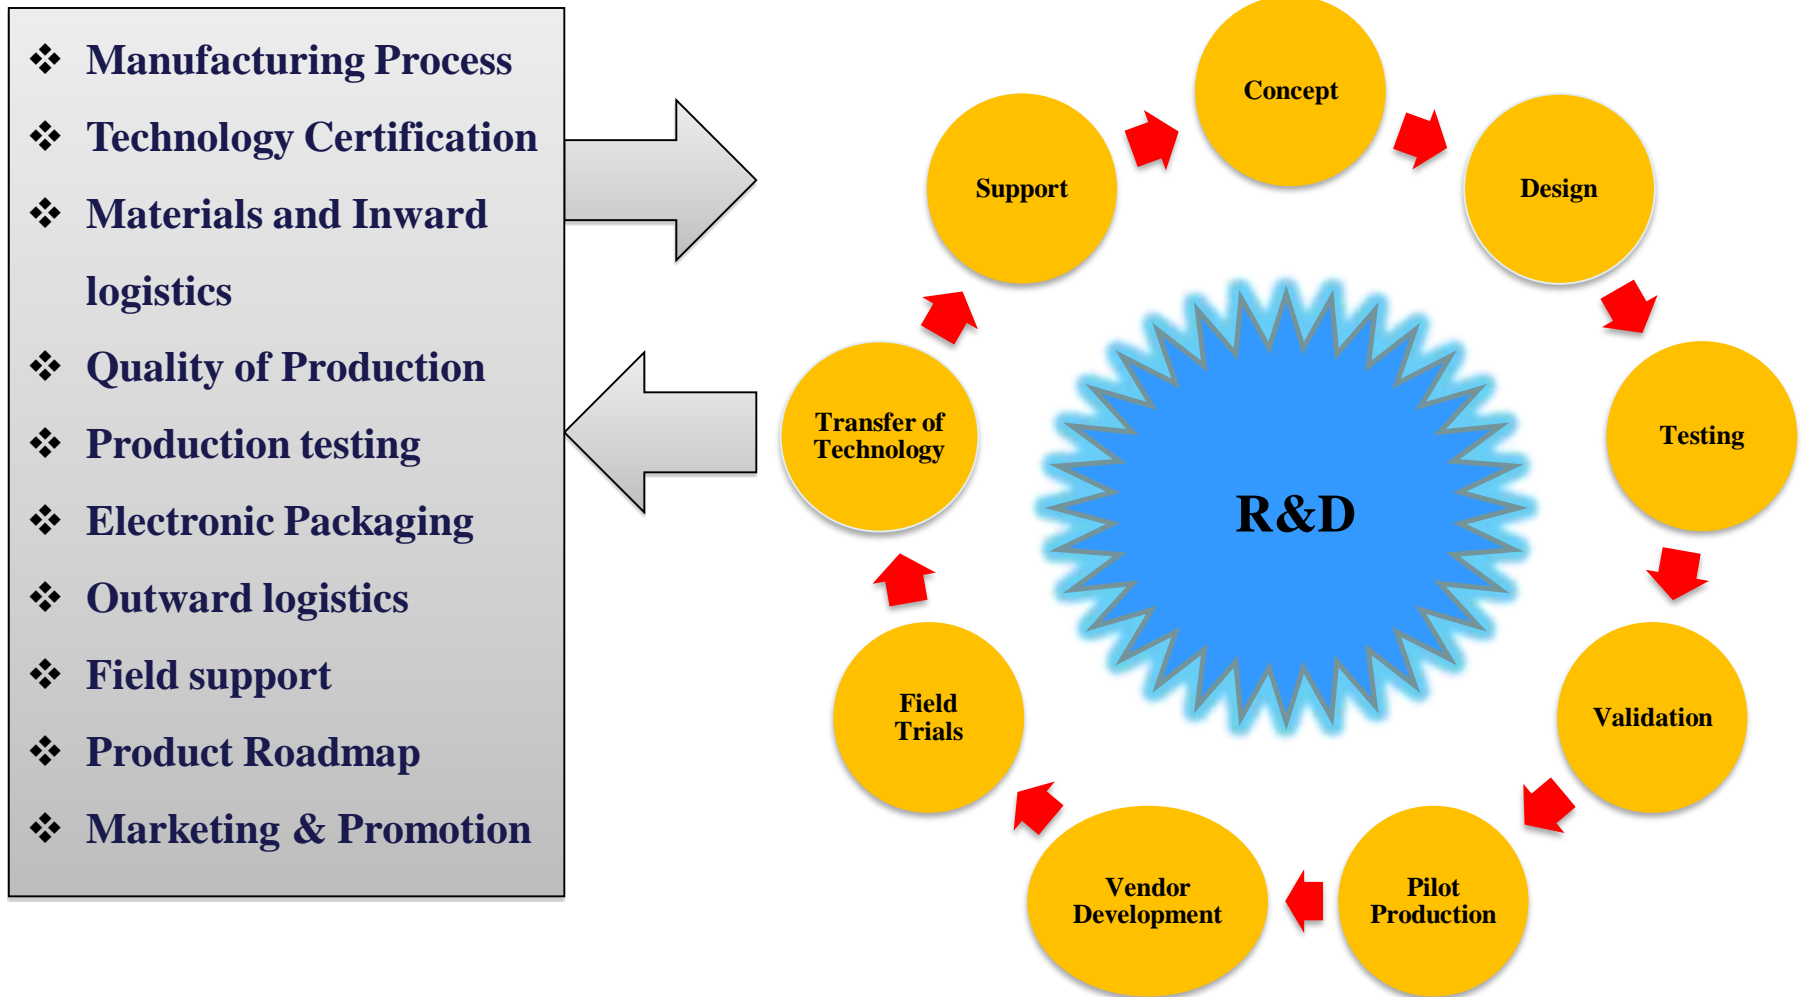 ❖ Manufacturing Process
❖ Technology Certification
❖ Materials and Inward
logistics
❖ Quality of Production
❖ Production testing
❖ Electronic Packaging
❖ Outward logistics
❖ Field support
❖ Product Roadmap
❖ Marketing & Promotion
Concept
Design
Testing
Validation
Pilot
Production
Vendor
Development
Field
Trials
Transfer of
Technology
Support
R&D